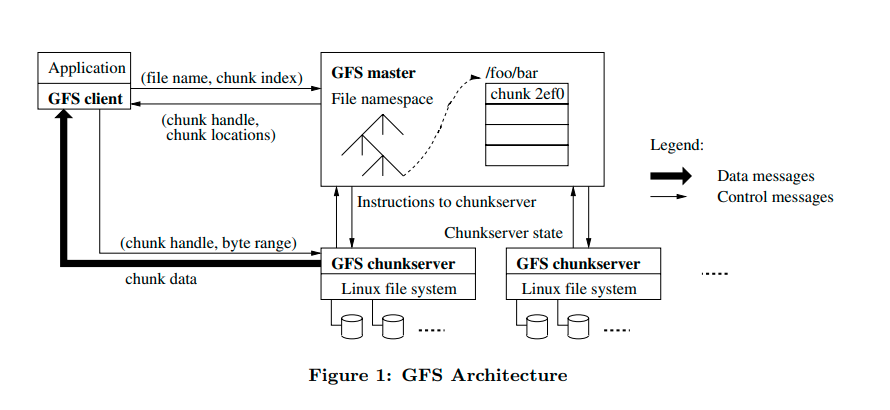 Application
GFS client
(file name, chunk index)
(chunk handle,
chunk locations)
GFS master
File namespace
/foo/bar
chunk 2ef0
Legend:
Data messages
Control messages
Instructions to chunkserver
Chunkserver state
(chunk handle, byte range)
chunk data
GFS chunkserver
Linux file system
GFS chunkserver
Linux file system
Figure 1: GFS Architecture